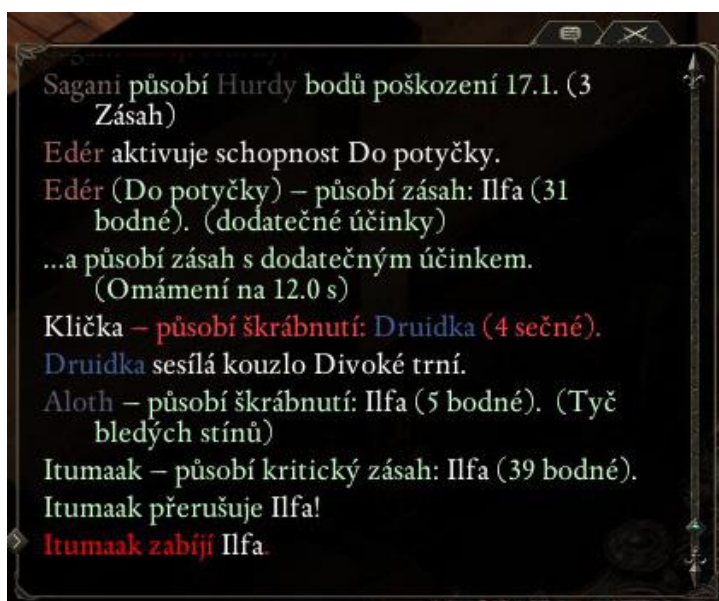 Sagani působí Hurdy bodů poškození 17.1. (3
Zásah)
Edér aktivuje schopnost Do potyčky.
Edér (Do potyčky) – působí zásah: Ilfa (31
bodné). (dodatečné účinky)
...a působí zásah s dodatečným účinkem.
(Omámení na 12.0 s)
Klička – působí škrábnutí: Druidka (4 sečné).
Druidka sesílá kouzlo Divoké trní.
Aloth – působí škrábnutí: Ilfa (5 bodné). (Tyč
bledých stínů)
Itumaak – působí kritický zásah: Ilfa (39 bodné).
Itumaak přerušuje Ilfa!
Itumaak zabíjí Ilfa.